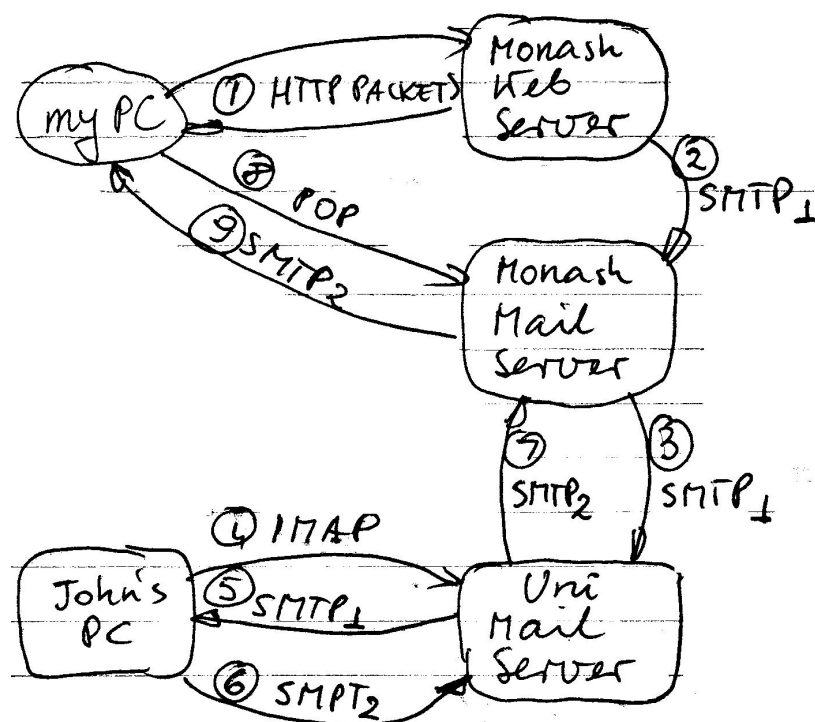 Monash
Web
Server
my PC
① HTTP PACKETS
② SMTP1
⑧ POP
⑨ SMTP2
Monash
Mail
Server
⑦ SMTP2
③ SMTP1
④ IMAP
⑤ SMTP1
⑥ SMPT2
John's
PC
Uni
Mail
Server